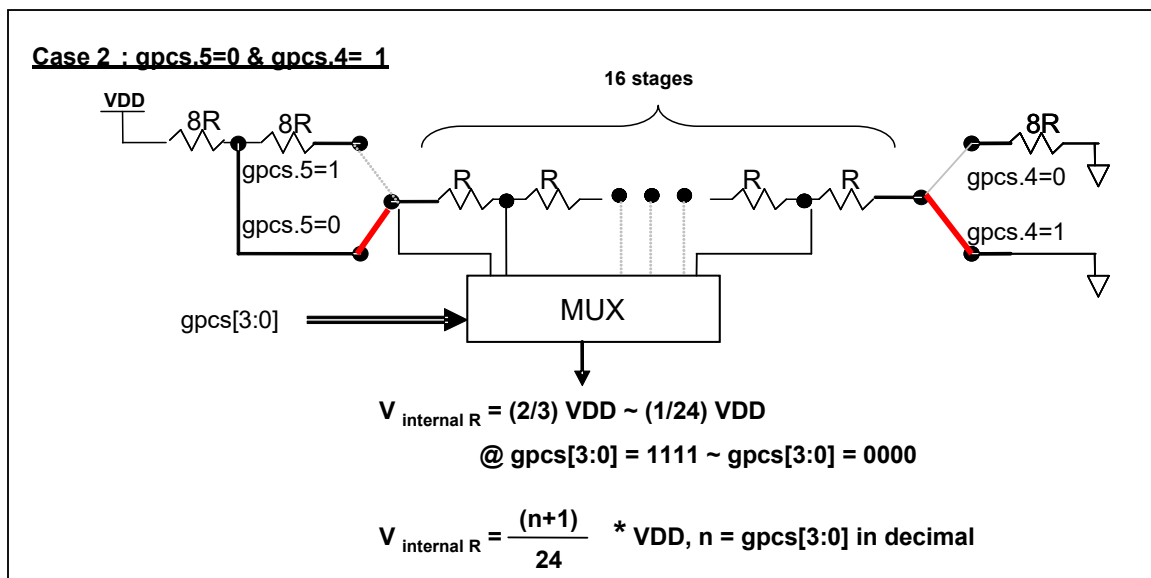 Case 2 : gpcs.5=0 & gpcs.4= 1
16 stages
VDD
8R 8R
8R
gpcs.5=1
R R R R
gpcs.4=0
gpcs.5=0
gpcs.4=1
MUX
gpcs[3:0]
V internal R = (2/3) VDD ~ (1/24) VDD
@ gpcs[3:0] = 1111 ~ gpcs[3:0] = 0000
V internal R = (n+1) / 24 * VDD, n = gpcs[3:0] in decimal